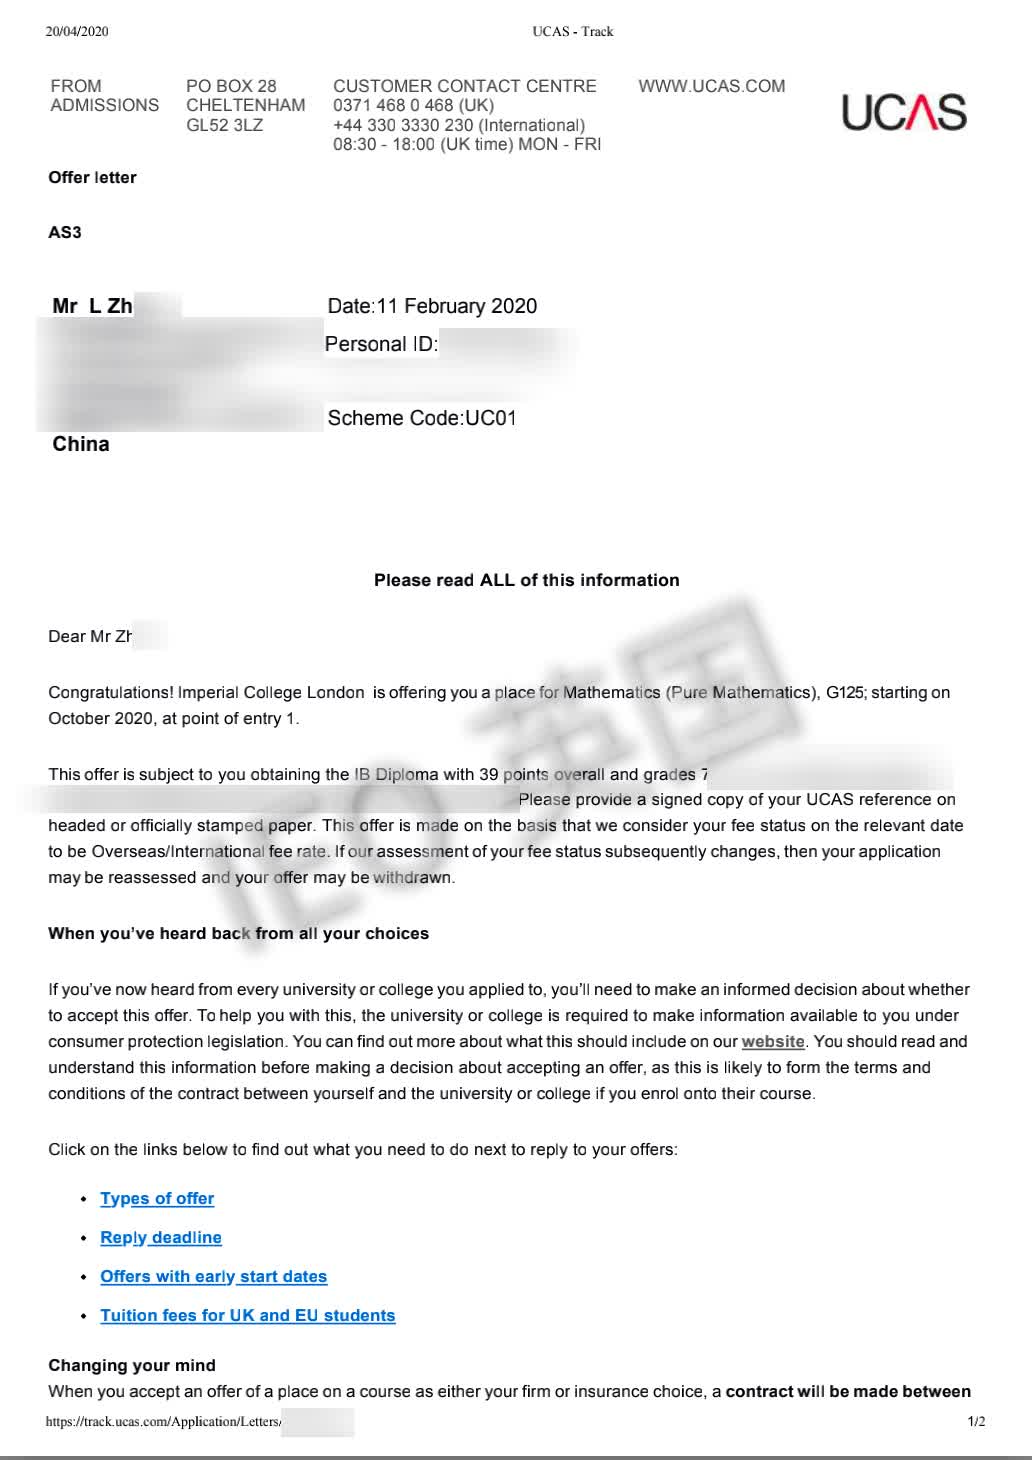 20/04/2020 UCAS - Track
FROM ADMISSIONS
PO BOX 28
CHELTENHAM
GL52 3LZ
CUSTOMER CONTACT CENTRE
0371 468 0 468 (UK)
+44 330 3330 230 (International)
08:30 - 18:00 (UK time) MON - FRI
WWW.UCAS.COM
UCAS
Offer letter
AS3
Mr L Zh
Date:11 February 2020
Personal ID:
Scheme Code:UC01
China
Please read ALL of this information
Dear Mr Zh
Congratulations! Imperial College London is offering you a place for Mathematics (Pure Mathematics), G125; starting on
October 2020, at point of entry 1.
This offer is subject to you obtaining the IB Diploma with 39 points overall and grades 7
Please provide a signed copy of your UCAS reference on
headed or officially stamped paper. This offer is made on the basis that we consider your fee status on the relevant date
to be Overseas/International fee rate. If our assessment of your fee status subsequently changes, then your application
may be reassessed and your offer may be withdrawn.
IEO 英国
When you've heard back from all your choices
If you've now heard from every university or college you applied to, you'll need to make an informed decision about whether
to accept this offer. To help you with this, the university or college is required to make information available to you under
consumer protection legislation. You can find out more about what this should include on our website. You should read and
understand this information before making a decision about accepting an offer, as this is likely to form the terms and
conditions of the contract between yourself and the university or college if you enrol onto their course.
Click on the links below to find out what you need to do next to reply to your offers:
• Types of offer
• Reply deadline
• Offers with early start dates
• Tuition fees for UK and EU students
Changing your mind
When you accept an offer of a place on a course as either your firm or insurance choice, a contract will be made between
https://track.ucas.com/Application/Letters/ 1/2